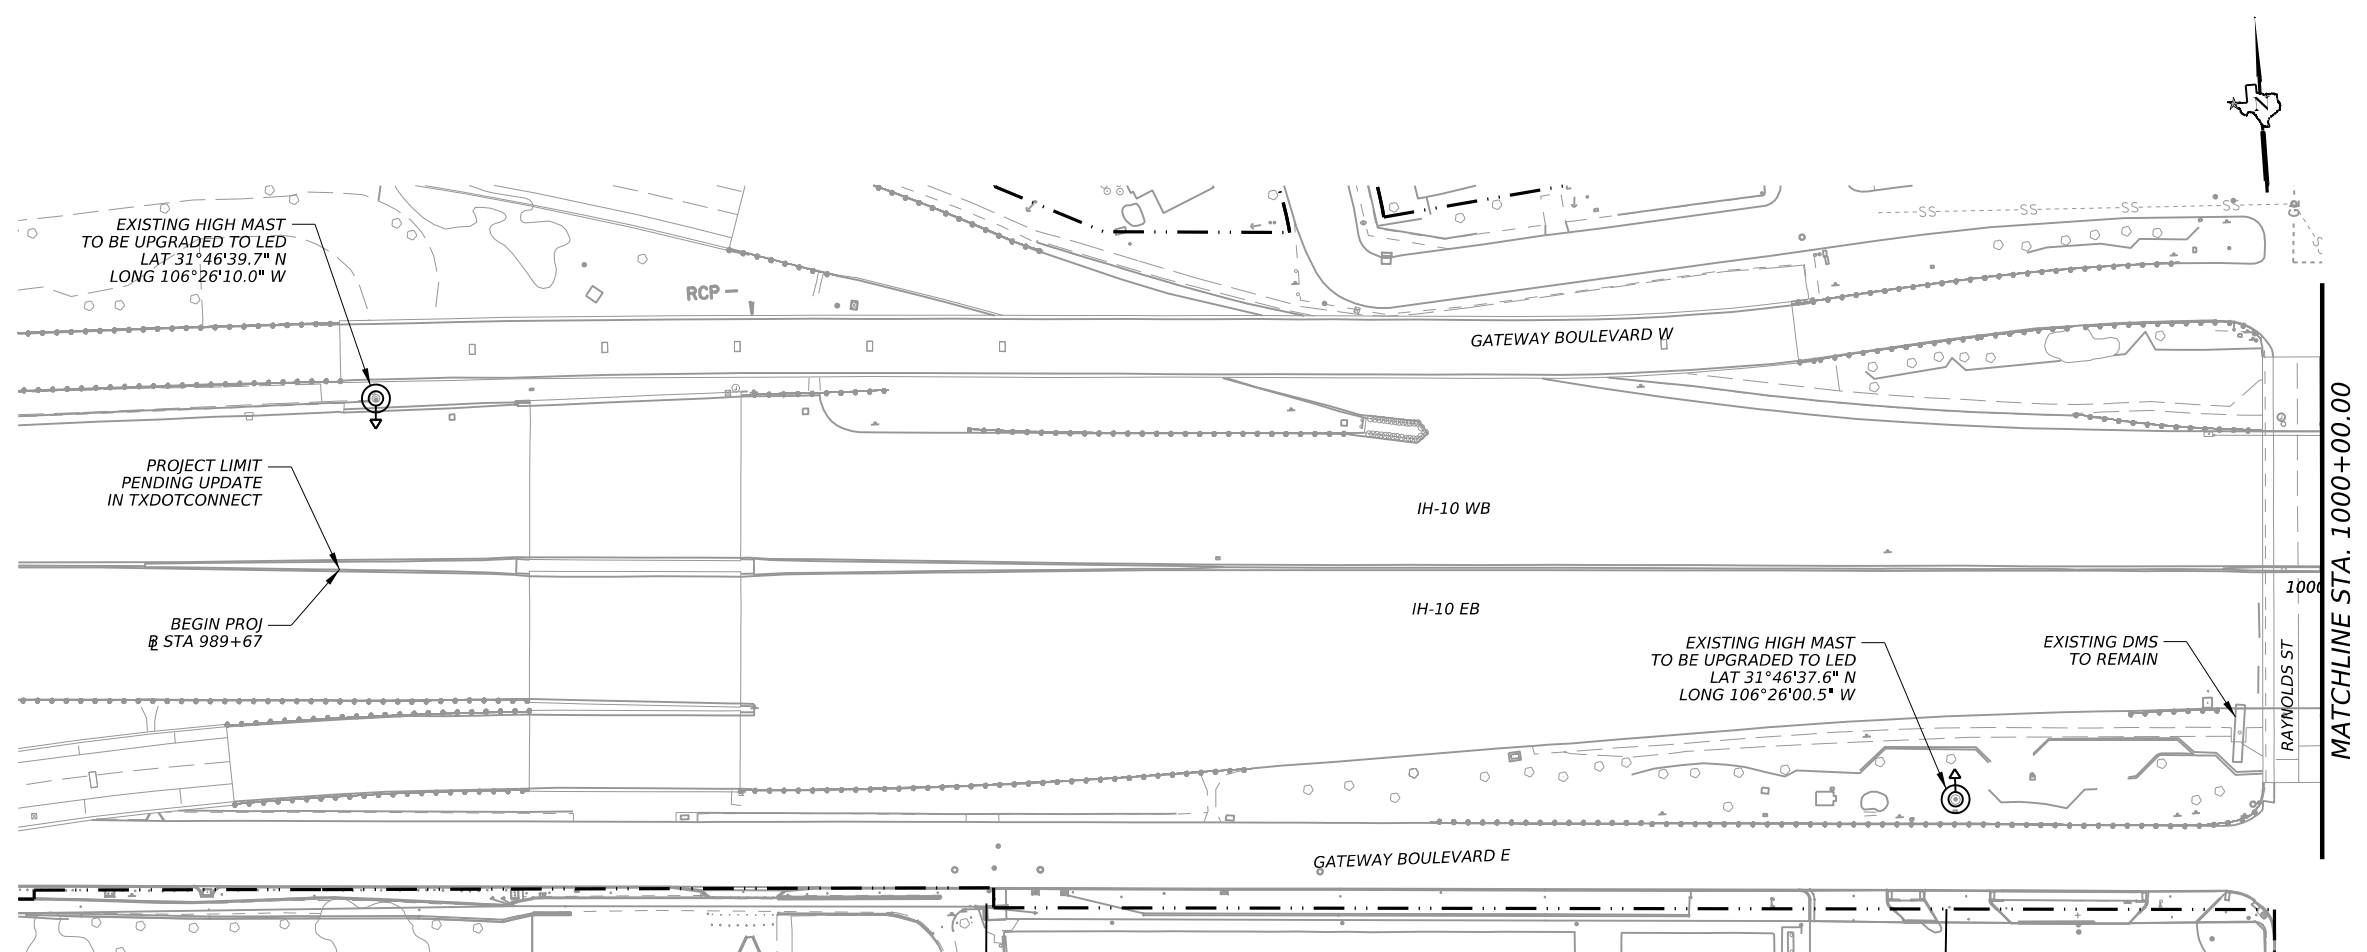 N
SS SS SS SS
EXISTING HIGH MAST
TO BE UPGRADED TO LED
LAT 31°46'39.7" N
LONG 106°26'10.0" W
RCP
GATEWAY BOULEVARD W
PROJECT LIMIT
PENDING UPDATE
IN TXDOTCONNECT
IH-10 WB
BEGIN PROJ
BL STA 989+67
IH-10 EB
1000
EXISTING HIGH MAST
TO BE UPGRADED TO LED
LAT 31°46'37.6" N
LONG 106°26'00.5" W
EXISTING DMS
TO REMAIN
RAYNOLDS ST
MATCHLINE STA. 1000+00.00
GATEWAY BOULEVARD E